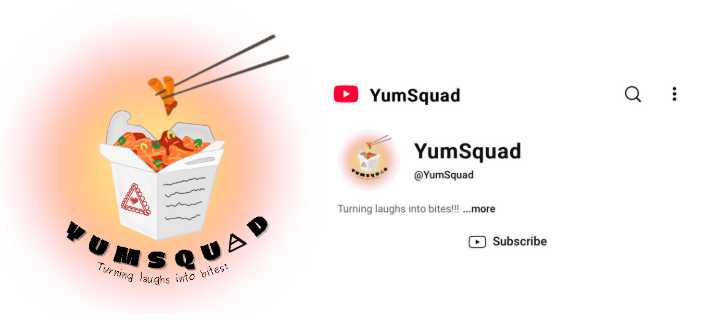 YUMSQUAD
Turning laughs into bites!
YumSquad
YumSquad
@YumSquad
Turning laughs into bites!!! ...more
Subscribe